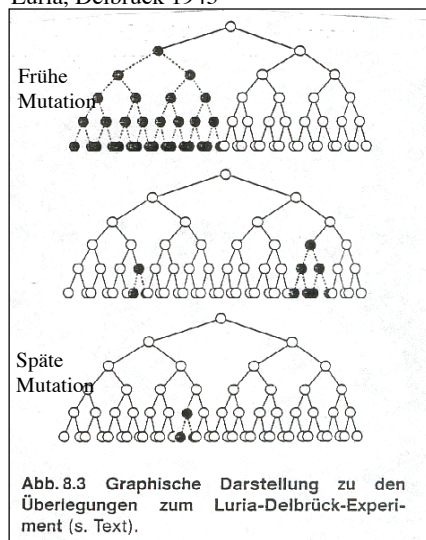 Luria, Delbrück 1943
Frühe
Mutation
Späte
Mutation
Abb. 8.3 Graphische Darstellung zu den
Überlegungen zum Luria-Delbrück-Experi-
ment (s. Text).